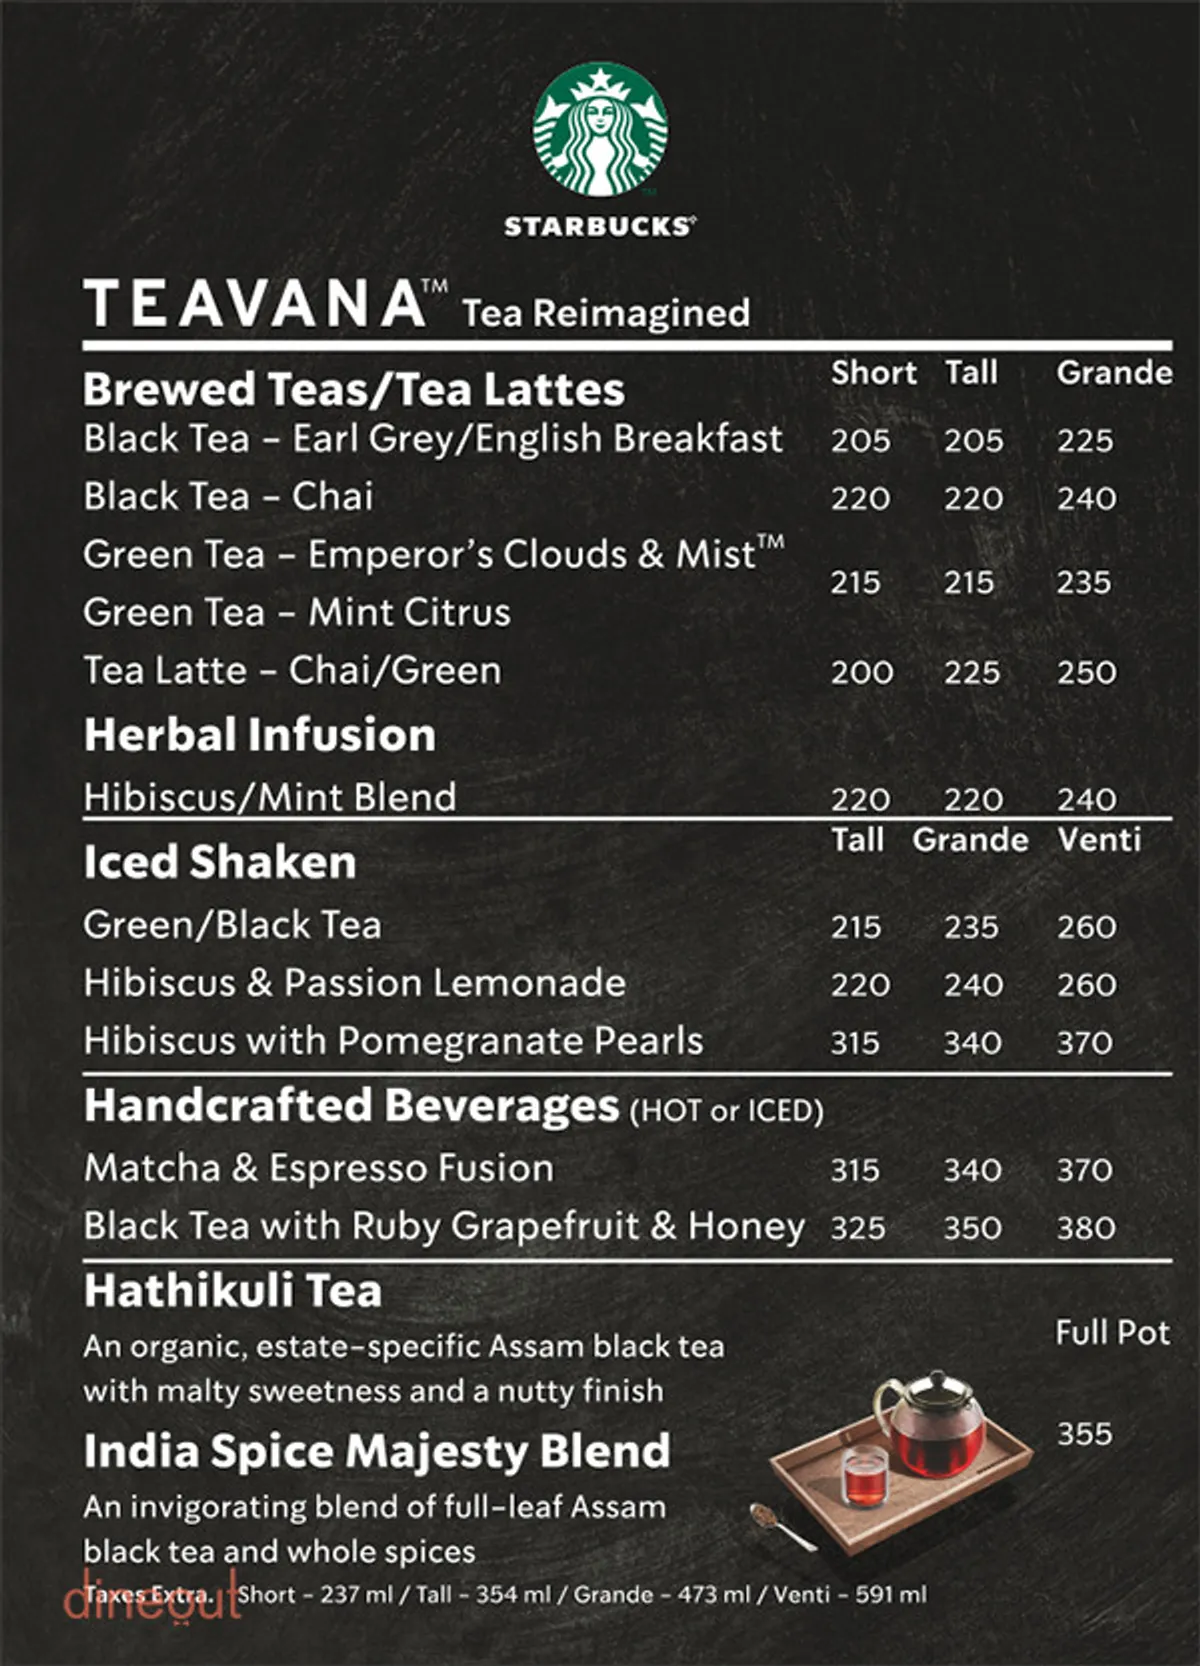 STARBUCKS
TEAVANA™ Tea Reimagined
Short Tall Grande
Brewed Teas/Tea Lattes
Black Tea – Earl Grey/English Breakfast 205 205 225
Black Tea – Chai 220 220 240
Green Tea – Emperor's Clouds & Mist™
215 215 235
Green Tea – Mint Citrus
Tea Latte – Chai/Green 200 225 250
Herbal Infusion
Hibiscus/Mint Blend 220 220 240
Tall Grande Venti
Iced Shaken
Green/Black Tea 215 235 260
Hibiscus & Passion Lemonade 220 240 260
Hibiscus with Pomegranate Pearls 315 340 370
Handcrafted Beverages (HOT or ICED)
Matcha & Espresso Fusion 315 340 370
Black Tea with Ruby Grapefruit & Honey 325 350 380
Hathikuli Tea
Full Pot
An organic, estate-specific Assam black tea
with malty sweetness and a nutty finish
355
India Spice Majesty Blend
An invigorating blend of full-leaf Assam
black tea and whole spices
Taxes Extra. Short - 237 ml / Tall - 354 ml / Grande - 473 ml / Venti - 591 ml
dineout